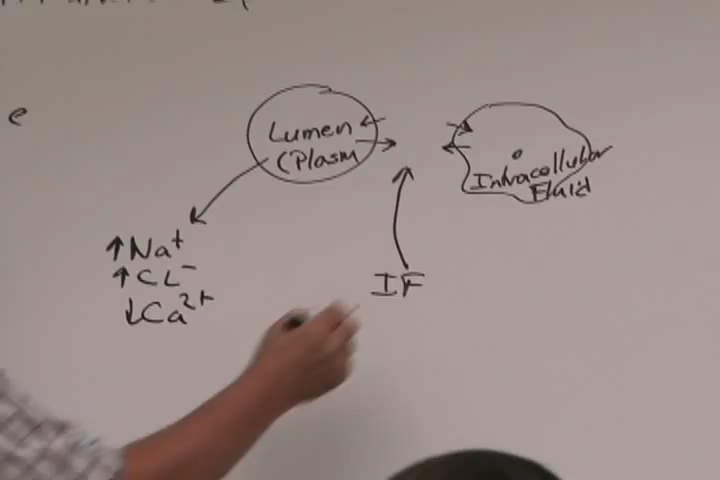 e
Lumen
(Plasm
Intracellular
Fluid
↑Na+
↑CL-
↓Ca2+
IF